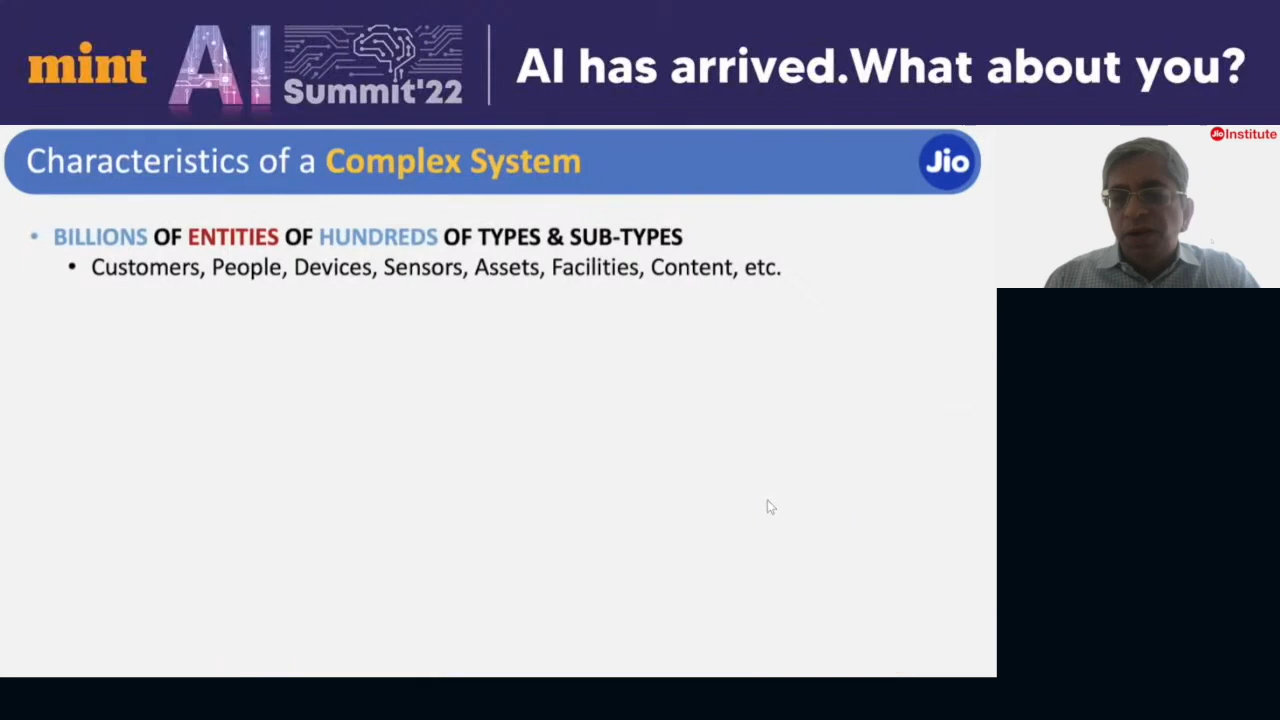 mint AI Summit'22 AI has arrived.What about you?
Characteristics of a Complex System Jio
Jio Institute
• BILLIONS OF ENTITIES OF HUNDREDS OF TYPES & SUB-TYPES
• Customers, People, Devices, Sensors, Assets, Facilities, Content, etc.